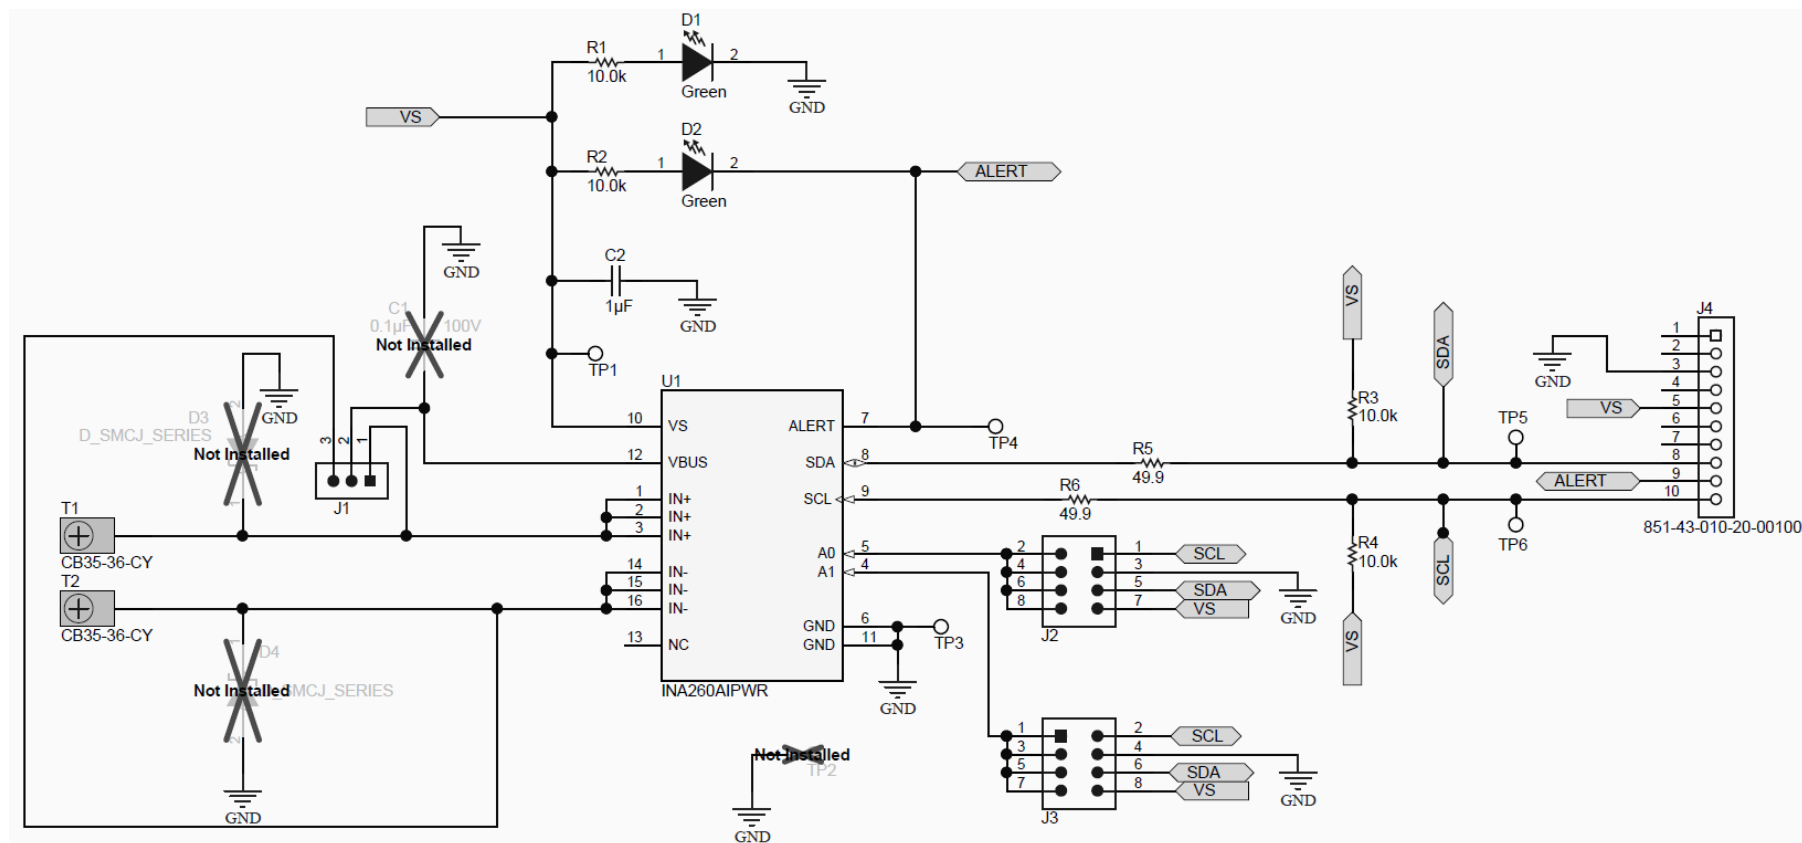 D1
R1
1
2
10.0k
Green
GND
VS
D2
R2
1
2
10.0k
Green
ALERT
GND
C2
1µF
GND
C1
0.1µF
100V
Not Installed
TP1
VS
SDA
J4
1
2
3
4
5
6
7
8
9
10
GND
VS
ALERT
851-43-010-20-00100
R3
10.0k
TP5
TP6
D3
D_SMCJ_SERIES
2
1
Not Installed
GND
3
2
1
J1
U1
10
VS
12
VBUS
1
IN+
2
IN+
3
IN+
14
IN-
15
IN-
16
IN-
13
NC
ALERT
7
SDA
8
SCL
9
A0
5
A1
4
GND
6
GND
11
INA260AIPWR
TP4
R5
49.9
R6
49.9
T1
CB35-36-CY
T2
CB35-36-CY
R4
10.0k
SCL
VS
2
4
6
8
1
3
5
7
SCL
SDA
VS
GND
J2
TP3
GND
1
D4
Not Installed
_SMCJ_SERIES
2
GND
Not Installed
TP2
GND
1
3
5
7
2
4
6
8
SCL
SDA
VS
GND
J3